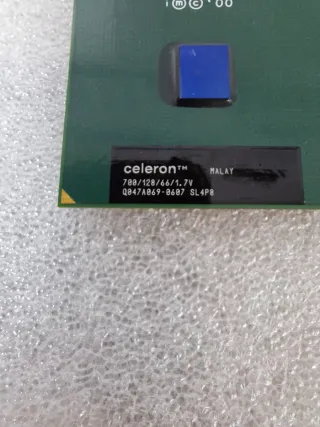 i ⓜ ⓒ '00
celeron™ MALAY
700/128/66/1.7V
Q047A069-0607 SL4P8